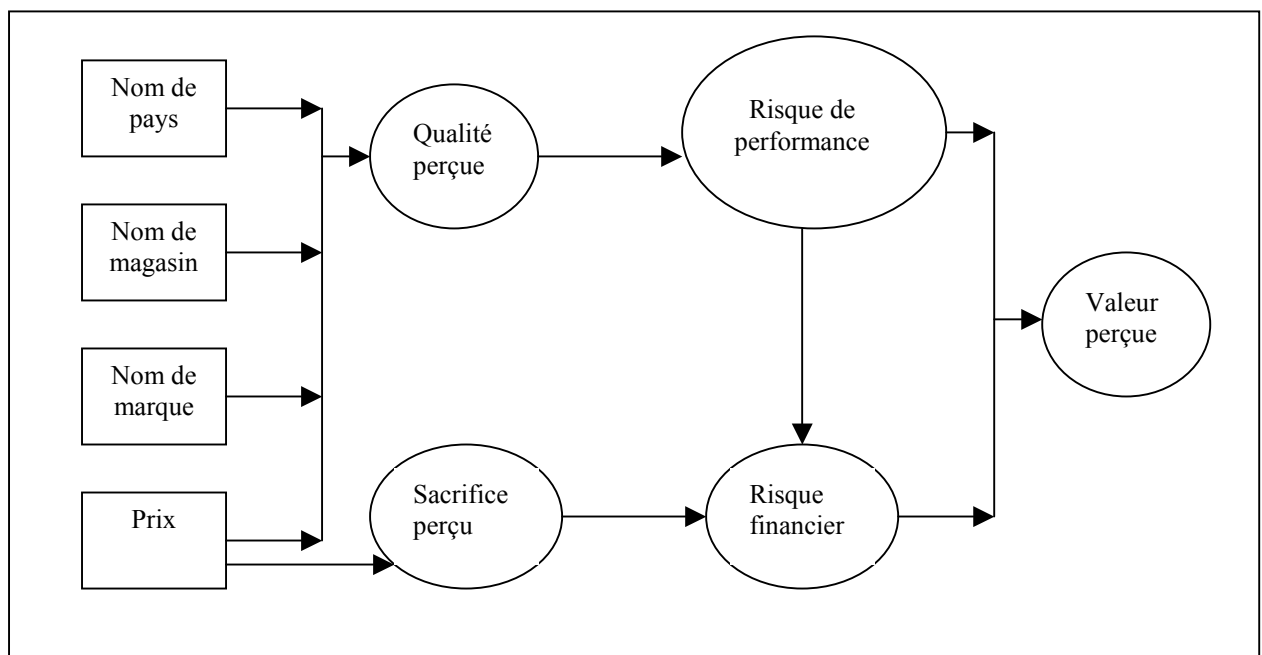 Nom de
pays
Nom de
magasin
Nom de
marque
Prix
Qualité
perçue
Sacrifice
perçu
Risque de
performance
Risque
financier
Valeur
perçue